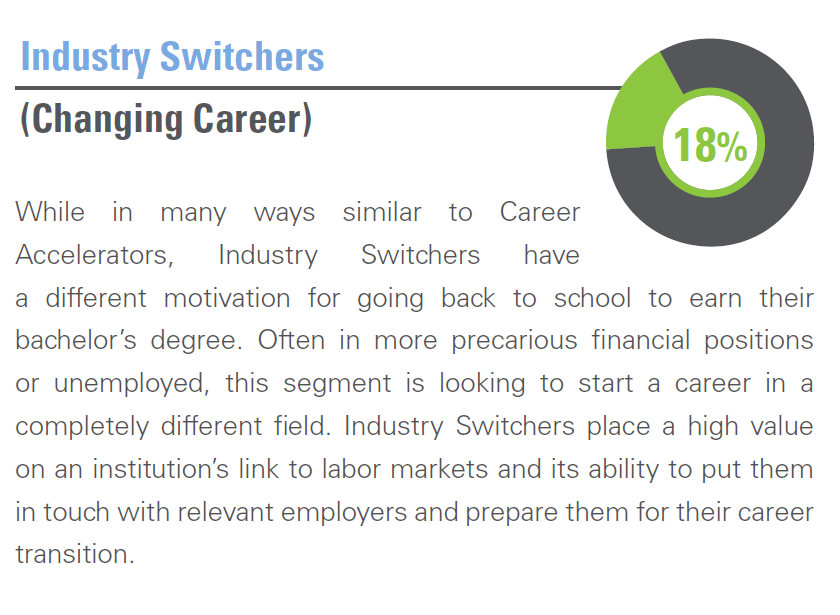 Industry Switchers
(Changing Career)
18%
While in many ways similar to Career
Accelerators, Industry Switchers have
a different motivation for going back to school to earn their
bachelor’s degree. Often in more precarious financial positions
or unemployed, this segment is looking to start a career in a
completely different field. Industry Switchers place a high value
on an institution’s link to labor markets and its ability to put them
in touch with relevant employers and prepare them for their career
transition.